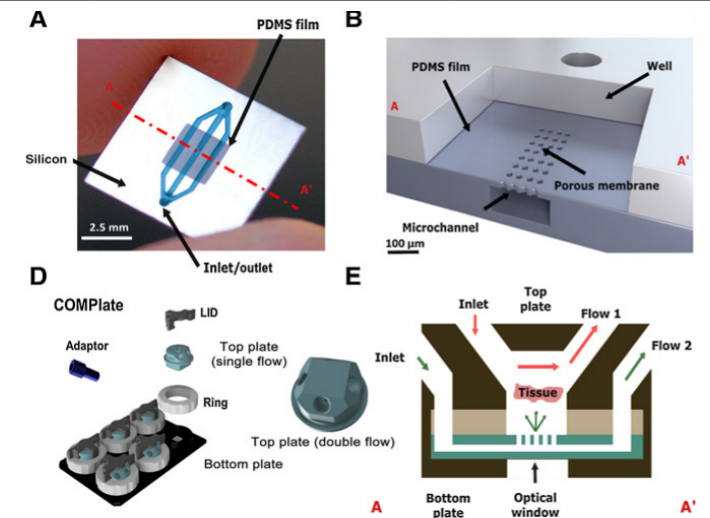 A
PDMS film
A
Silicon
A'
2.5 mm
Inlet/outlet
B
PDMS film
Well
A
A'
Porous membrane
Microchannel
100 µm
D
COMPlate
LID
Adaptor
Top plate
(single flow)
Ring
Top plate (double flow)
Bottom plate
E
Top
plate
Inlet
Flow 1
Inlet
Flow 2
Tissue
A
Bottom
plate
Optical
window
A'